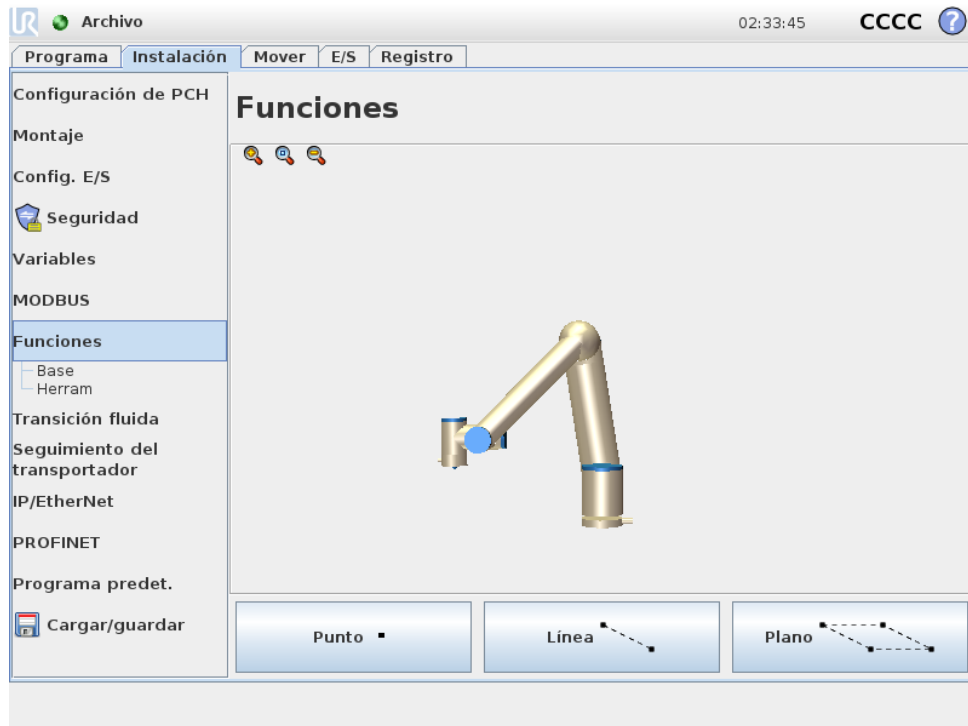 UR Archivo 02:33:45 CCCC ?
Programa Instalación Mover E/S Registro
Configuración de PCH
Montaje
Config. E/S
Seguridad
Variables
MODBUS
Funciones
Base
Herram
Transición fluida
Seguimiento del
transportador
IP/EtherNet
PROFINET
Programa predet.
Cargar/guardar
Funciones
Punto
Línea
Plano